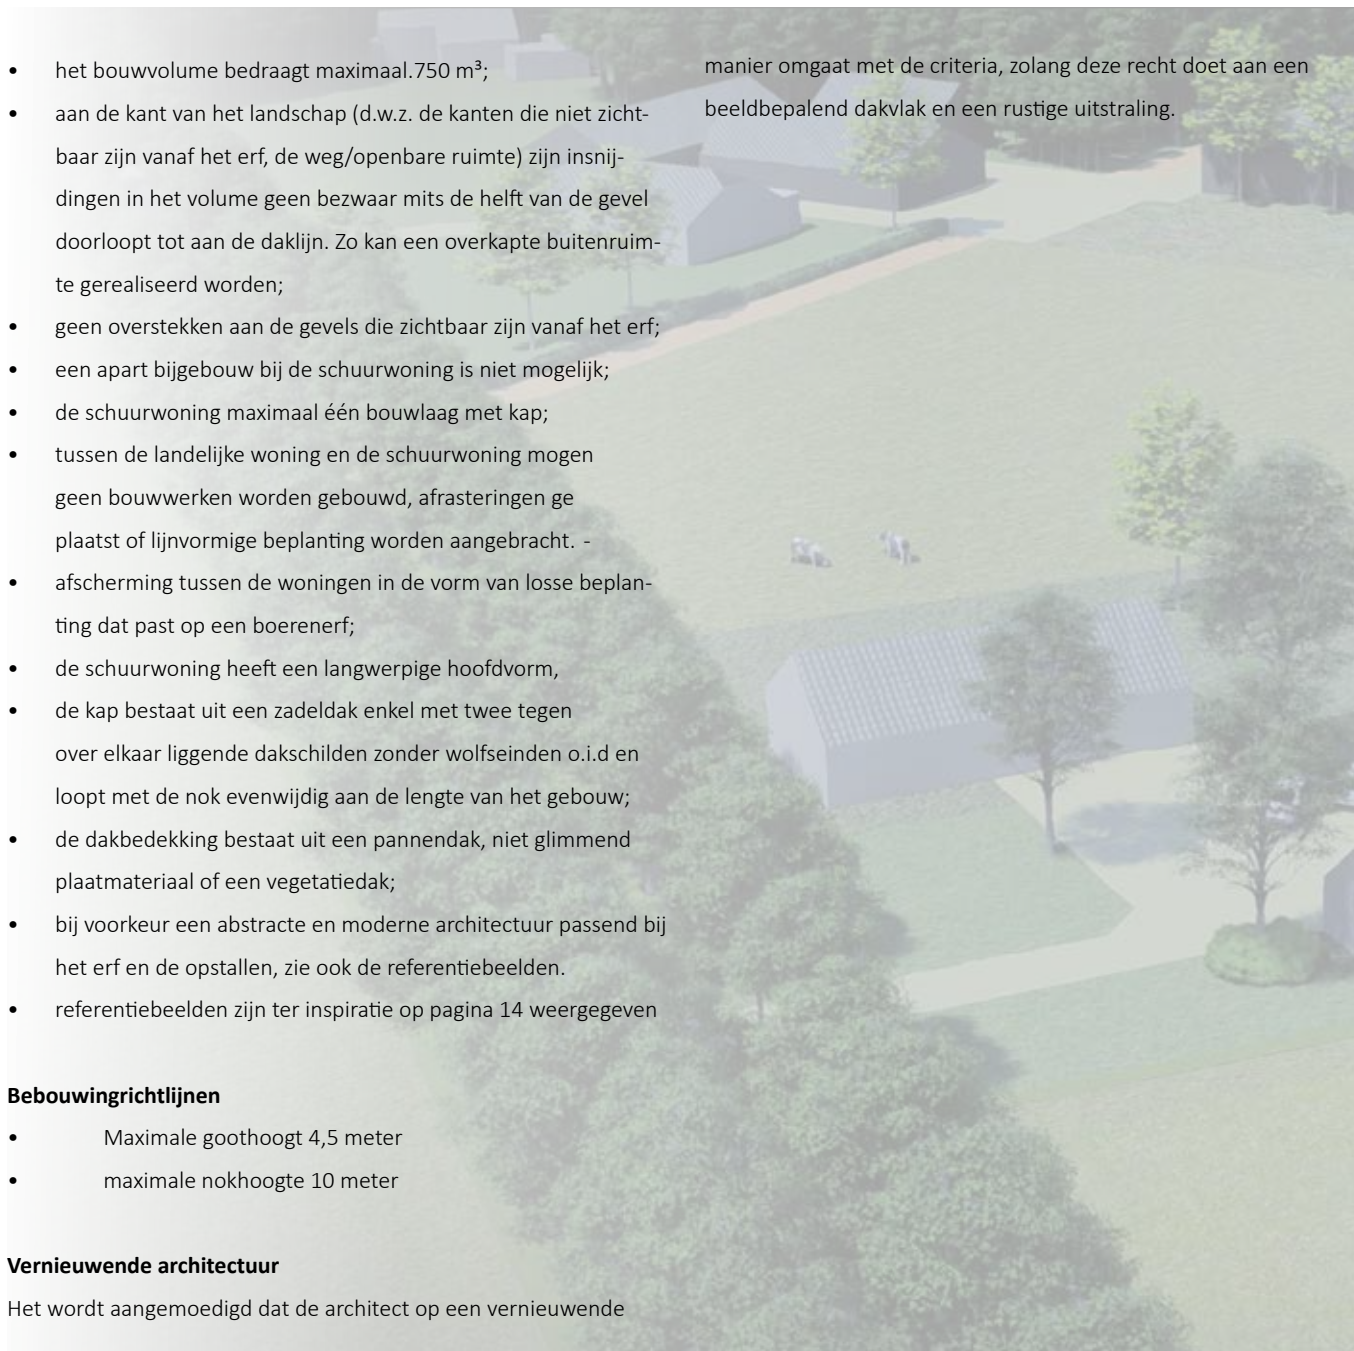 • het bouwvolume bedraagt maximaal.750 m³;
• aan de kant van het landschap (d.w.z. de kanten die niet zicht-
baar zijn vanaf het erf, de weg/openbare ruimte) zijn insnij-
dingen in het volume geen bezwaar mits de helft van de gevel
doorloopt tot aan de daklijn. Zo kan een overkapte buitenruim-
te gerealiseerd worden;
• geen overstekken aan de gevels die zichtbaar zijn vanaf het erf;
• een apart bijgebouw bij de schuurwoning is niet mogelijk;
• de schuurwoning maximaal één bouwlaag met kap;
• tussen de landelijke woning en de schuurwoning mogen
geen bouwwerken worden gebouwd, afrasteringen ge
plaatst of lijnvormige beplanting worden aangebracht. -
• afscherming tussen de woningen in de vorm van losse beplan-
ting dat past op een boerenerf;
• de schuurwoning heeft een langwerpige hoofdvorm,
• de kap bestaat uit een zadeldak enkel met twee tegen
over elkaar liggende dakschilden zonder wolfseinden o.i.d en
loopt met de nok evenwijdig aan de lengte van het gebouw;
• de dakbedekking bestaat uit een pannendak, niet glimmend
plaatmateriaal of een vegetatiedak;
• bij voorkeur een abstracte en moderne architectuur passend bij
het erf en de opstallen, zie ook de referentiebeelden.
• referentiebeelden zijn ter inspiratie op pagina 14 weergegeven
Bebouwingrichtlijnen
• Maximale goothoogt 4,5 meter
• maximale nokhoogte 10 meter
Vernieuwende architectuur
Het wordt aangemoedigd dat de architect op een vernieuwende
manier omgaat met de criteria, zolang deze recht doet aan een
beeldbepalend dakvlak en een rustige uitstraling.